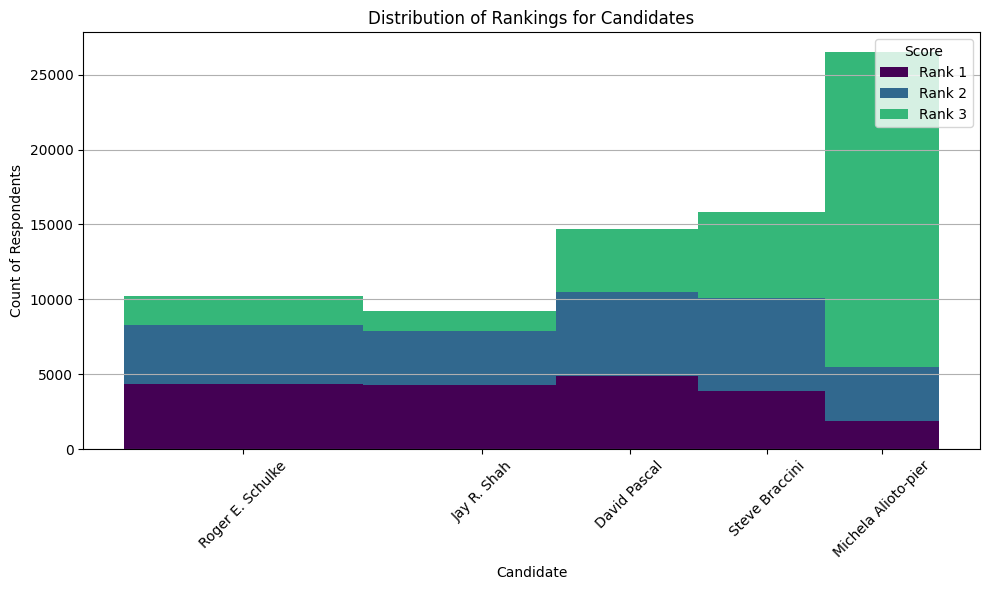 Distribution of Rankings for Candidates
Score
Rank 1
Rank 2
Rank 3
Count of Respondents
25000
20000
15000
10000
5000
0
Roger E. Schulke
Jay R. Shah
David Pascal
Steve Braccini
Michela Alioto-pier
Candidate